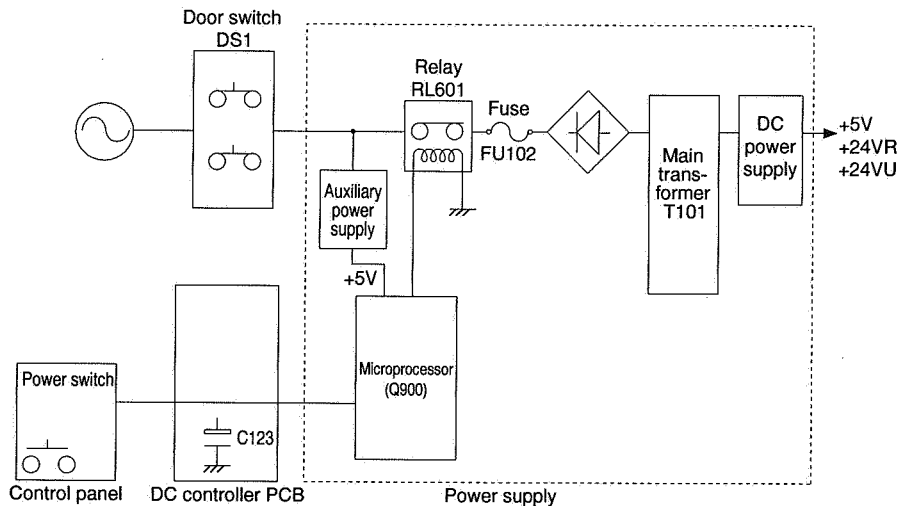 Door switch
DS1
Relay
RL601
Fuse
FU102
Main
trans-
former
T101
DC
power
supply
+5V
+24VR
+24VU
Auxiliary
power
supply
+5V
Microprocessor
(Q900)
Power switch
C123
Control panel
DC controller PCB
Power supply